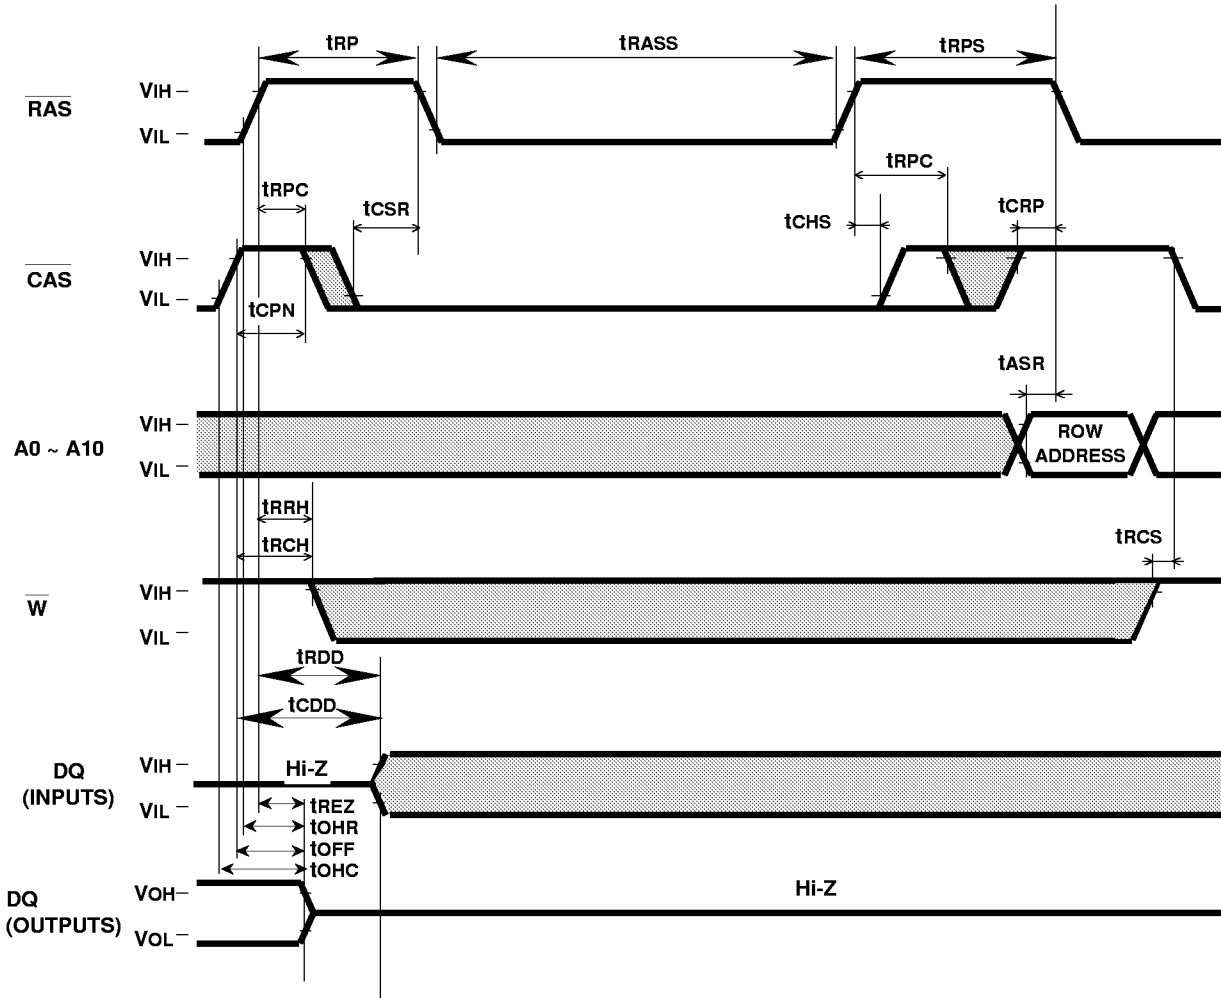 tRP
tRASS
tRPS
RAS
VIH
VIL
tRPC
tCSR
tRPC
tCHS
tCRP
CAS
VIH
VIL
tCPN
tASR
A0 ~ A10
VIH
VIL
ROW
ADDRESS
tRRH
tRCH
tRCS
W
VIH
VIL
tRDD
tCDD
DQ
(INPUTS)
VIH
VIL
Hi-Z
tREZ
tOHR
tOFF
tOHC
DQ
(OUTPUTS)
VOH
VOL
Hi-Z